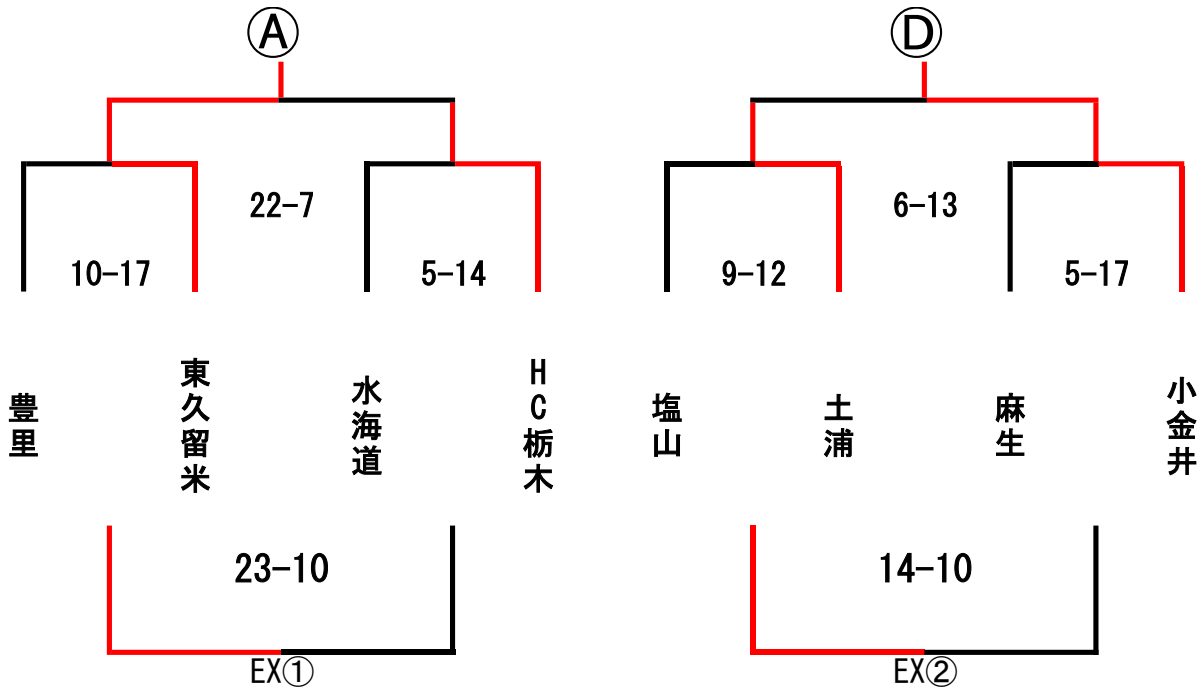 Ⓐ
Ⓓ
22-7
6-13
10-17
5-14
9-12
5-17
豊里
東久留米
水海道
HC栃木
塩山
土浦
麻生
小金井
23-10
14-10
EX①
EX②